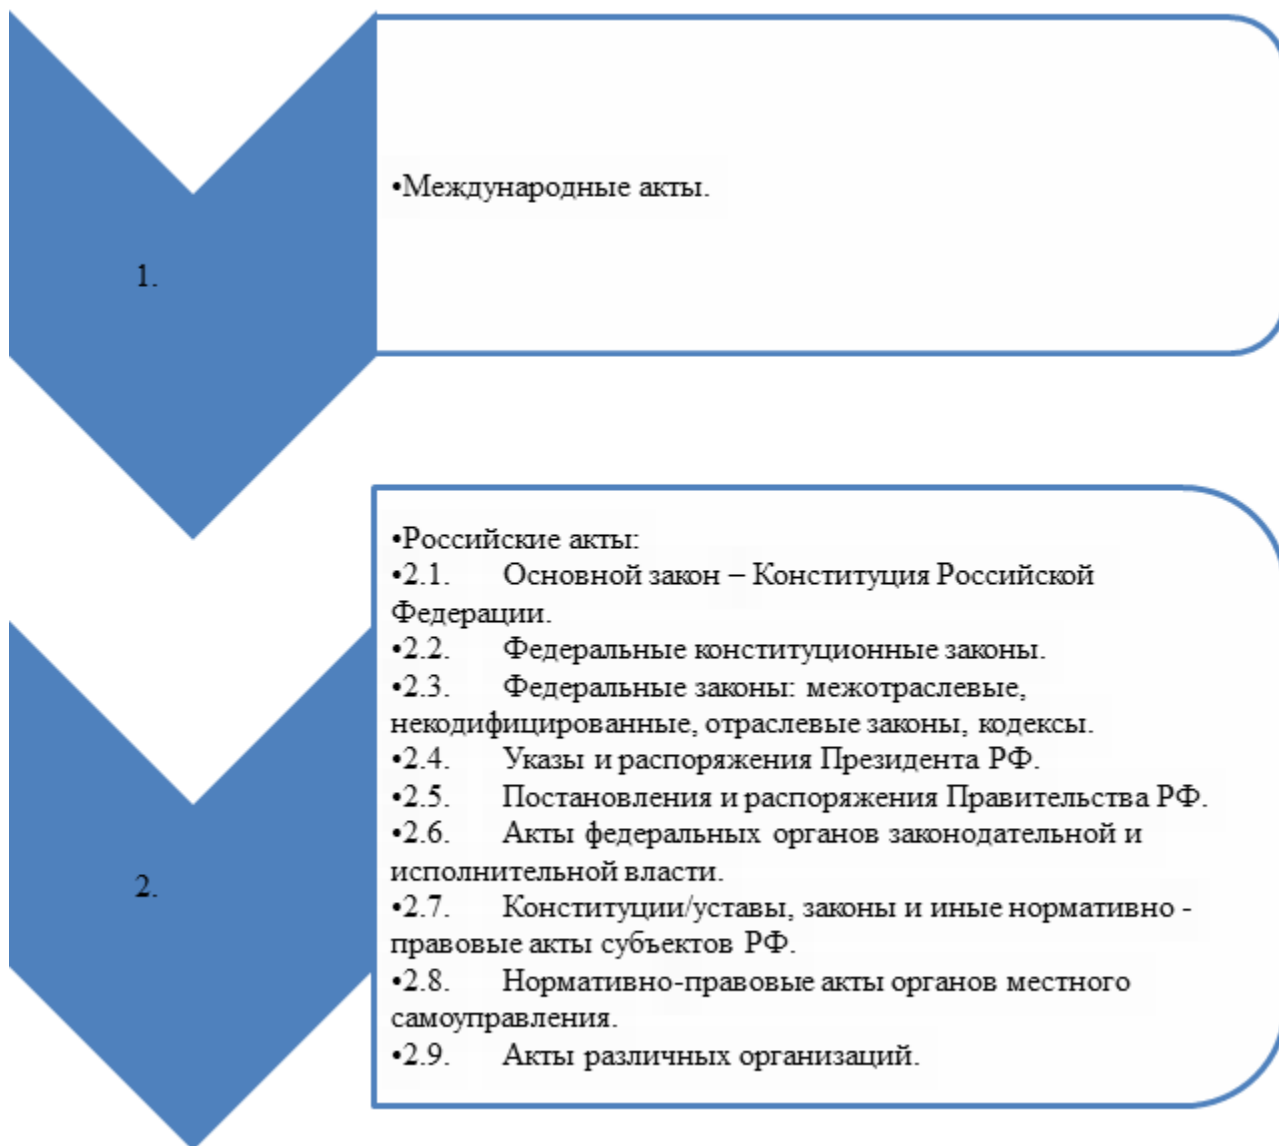 1.
•Международные акты.
2.
•Российские акты:
•2.1. Основной закон – Конституция Российской
Федерации.
•2.2. Федеральные конституционные законы.
•2.3. Федеральные законы: межотраслевые,
некодифицированные, отраслевые законы, кодексы.
•2.4. Указы и распоряжения Президента РФ.
•2.5. Постановления и распоряжения Правительства РФ.
•2.6. Акты федеральных органов законодательной и
исполнительной власти.
•2.7. Конституции/уставы, законы и иные нормативно -
правовые акты субъектов РФ.
•2.8. Нормативно-правовые акты органов местного
самоуправления.
•2.9. Акты различных организаций.